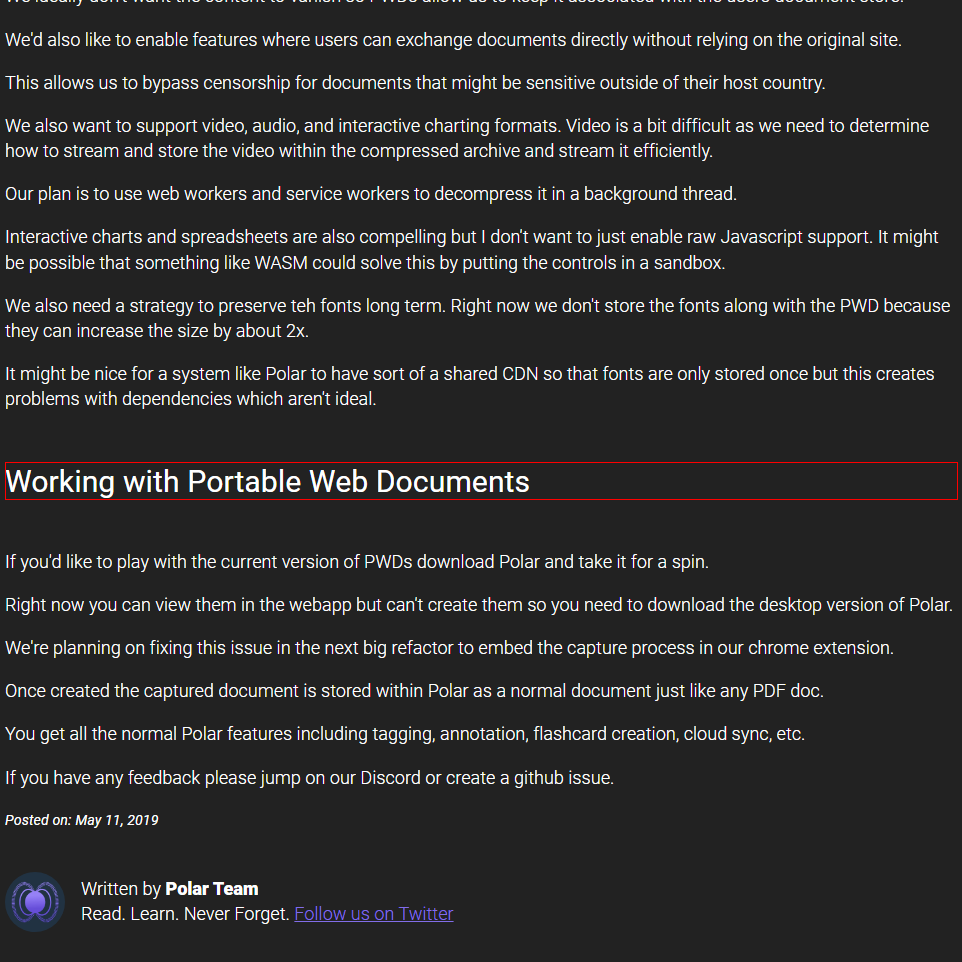 We'd also like to enable features where users can exchange documents directly without relying on the original site.
This allows us to bypass censorship for documents that might be sensitive outside of their host country.
We also want to support video, audio, and interactive charting formats. Video is a bit difficult as we need to determine
how to stream and store the video within the compressed archive and stream it efficiently.
Our plan is to use web workers and service workers to decompress it in a background thread.
Interactive charts and spreadsheets are also compelling but I don't want to just enable raw Javascript support. It might
be possible that something like WASM could solve this by putting the controls in a sandbox.
We also need a strategy to preserve teh fonts long term. Right now we don't store the fonts along with the PWD because
they can increase the size by about 2x.
It might be nice for a system like Polar to have sort of a shared CDN so that fonts are only stored once but this creates
problems with dependencies which aren't ideal.
Working with Portable Web Documents
If you'd like to play with the current version of PWDs download Polar and take it for a spin.
Right now you can view them in the webapp but can't create them so you need to download the desktop version of Polar.
We're planning on fixing this issue in the next big refactor to embed the capture process in our chrome extension.
Once created the captured document is stored within Polar as a normal document just like any PDF doc.
You get all the normal Polar features including tagging, annotation, flashcard creation, cloud sync, etc.
If you have any feedback please jump on our Discord or create a github issue.
Posted on: May 11, 2019
Written by Polar Team
Read. Learn. Never Forget. Follow us on Twitter